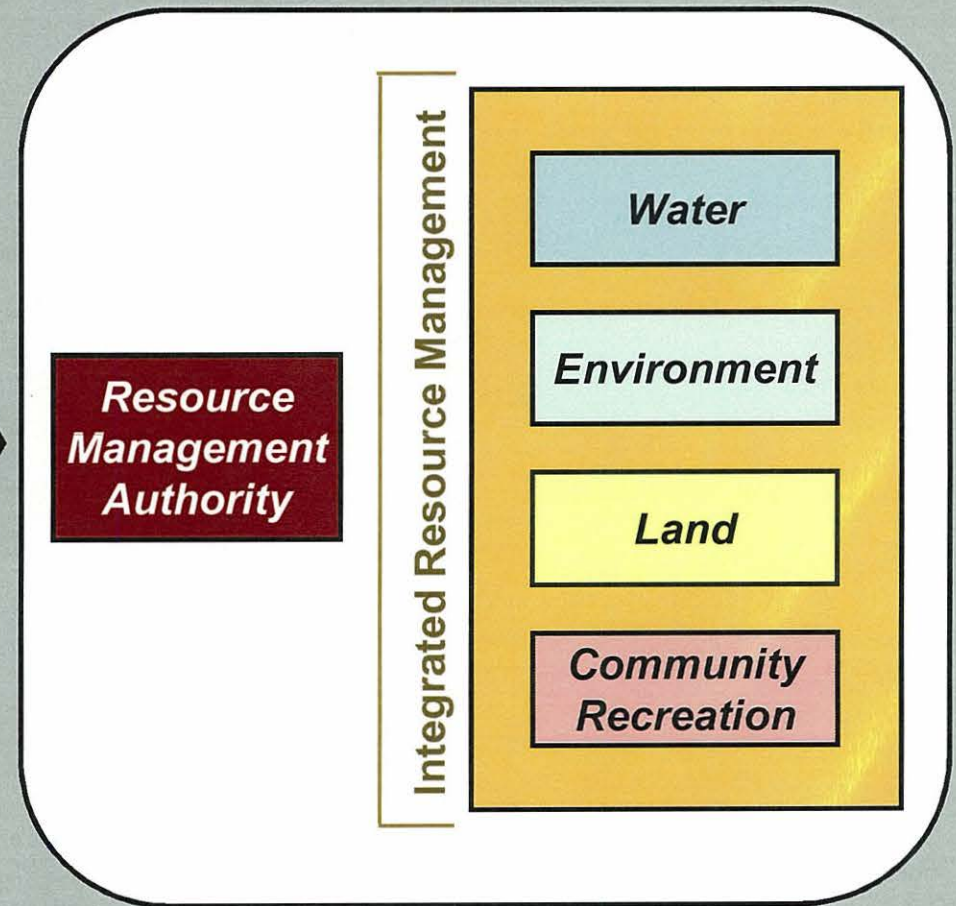 Resource
Management
Authority
Integrated Resource Management
Water
Environment
Land
Community
Recreation